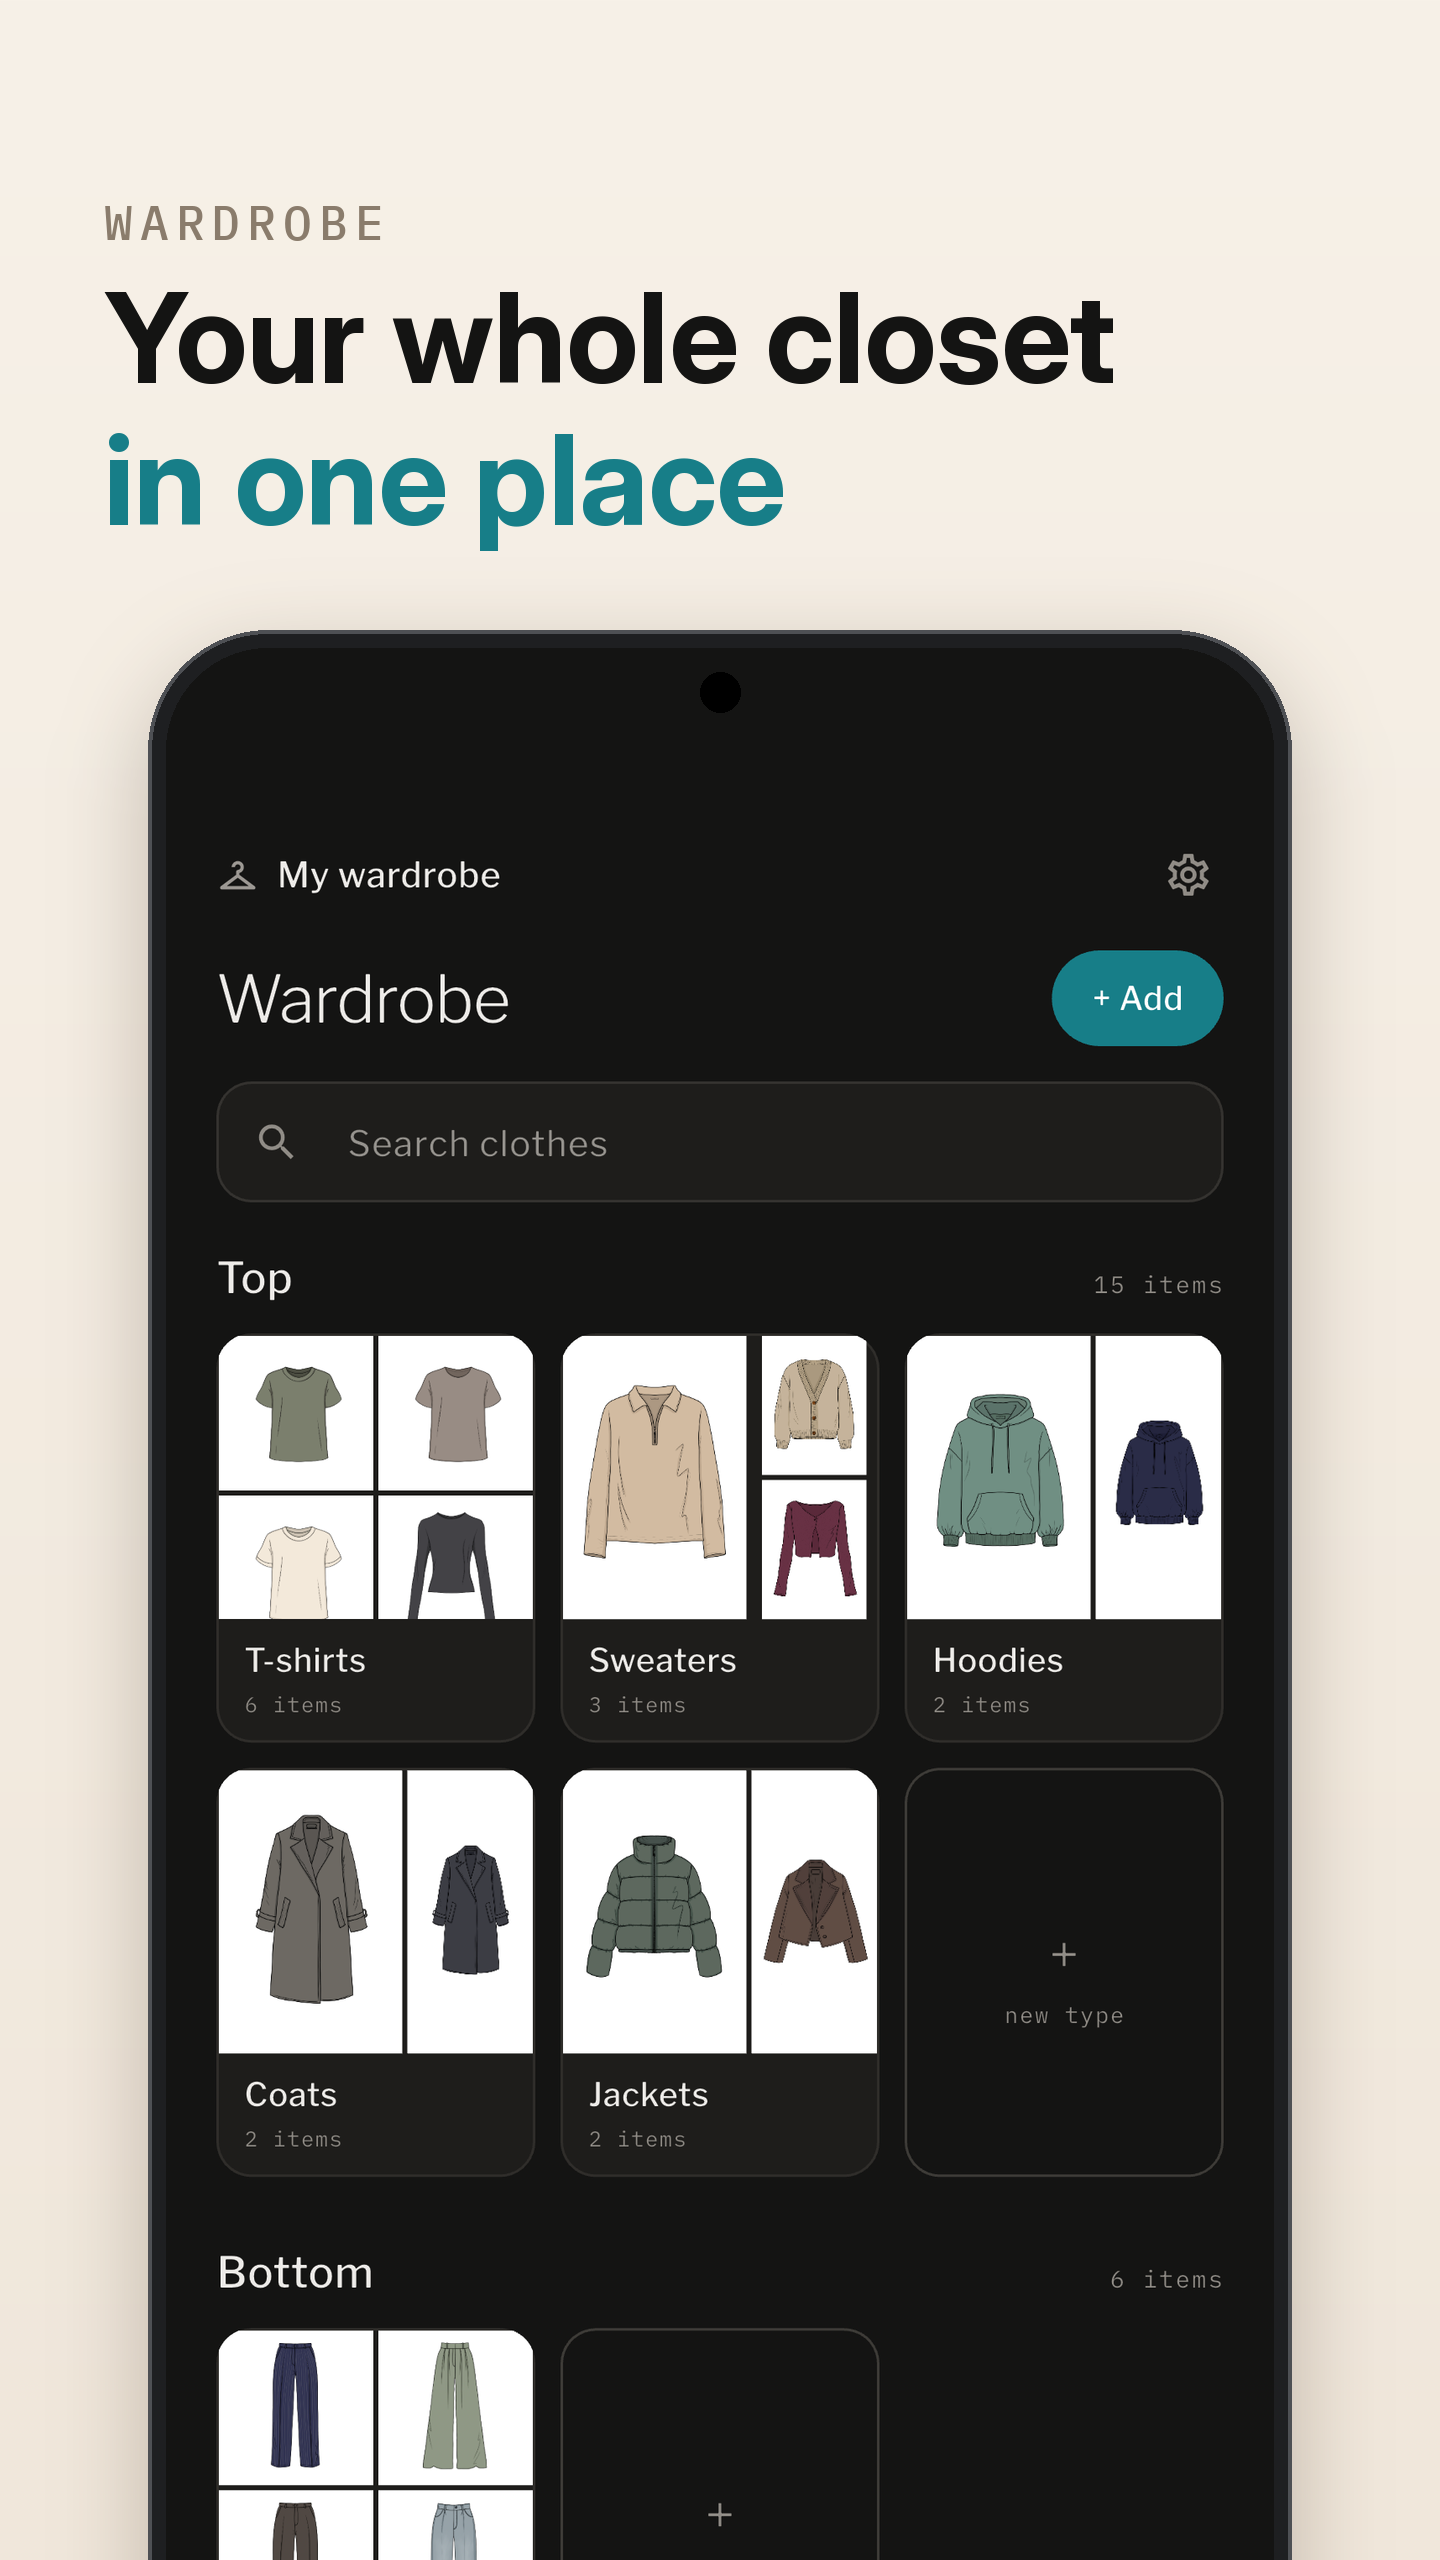 WARDROBE
Your whole closet
in one place
My wardrobe
Wardrobe
+ Add
Search clothes
Top
15 items
T-shirts
6 items
Sweaters
3 items
Hoodies
2 items
Coats
2 items
Jackets
2 items
+
new type
Bottom
6 items
+